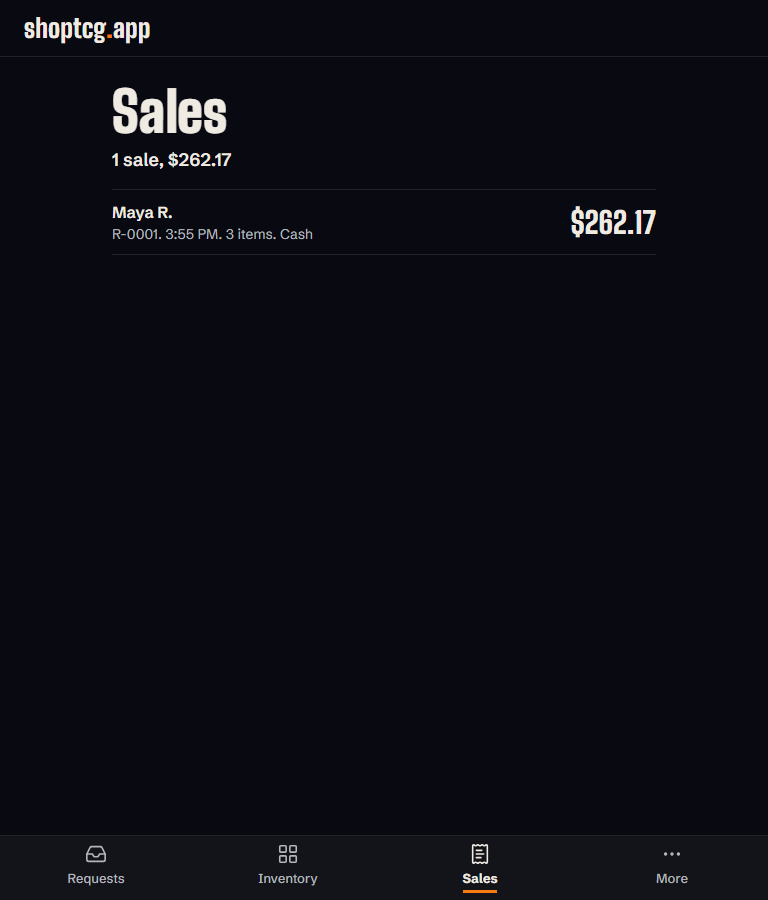 shoptcg.app
Sales
1 sale, $262.17
Maya R.
$262.17
R-0001. 3:55 PM. 3 items. Cash
Requests
Inventory
Sales
More